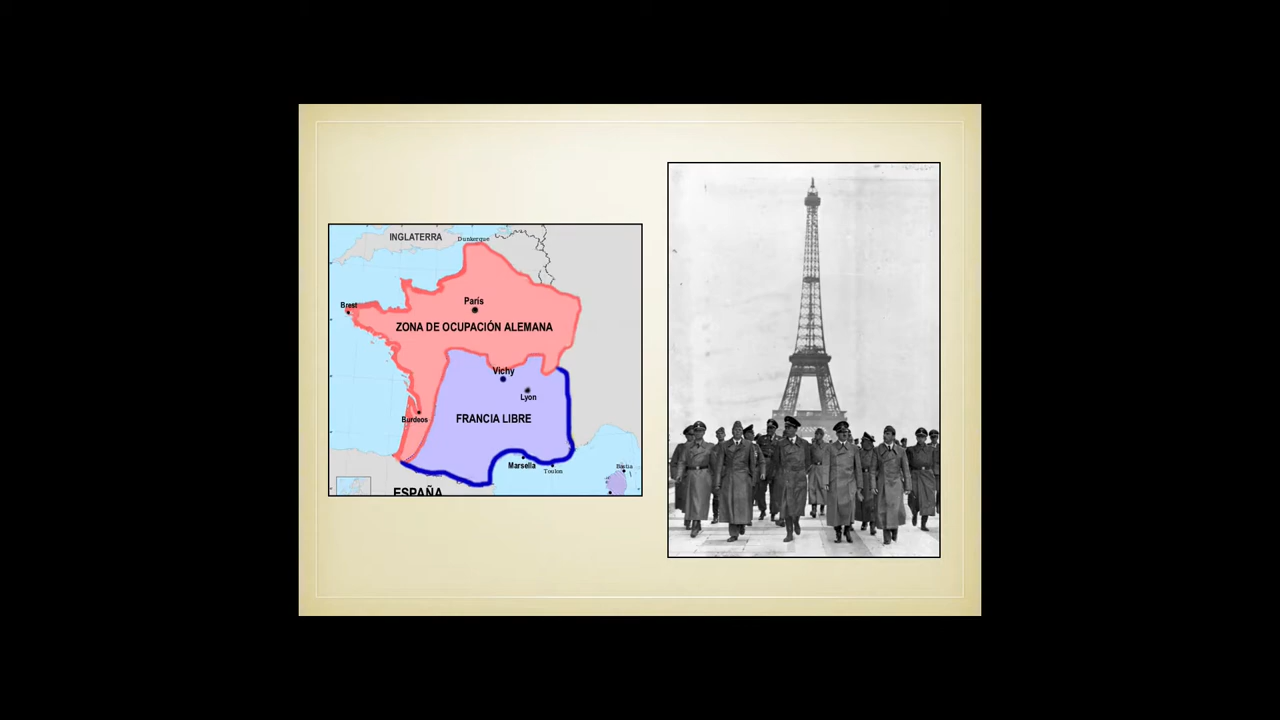 INGLATERRA
Dunkerque
Brest
París
ZONA DE OCUPACIÓN ALEMANA
Vichy
Lyon
Burdeos
FRANCIA LIBRE
Marsella
Toulon
Bastia
ESPAÑA